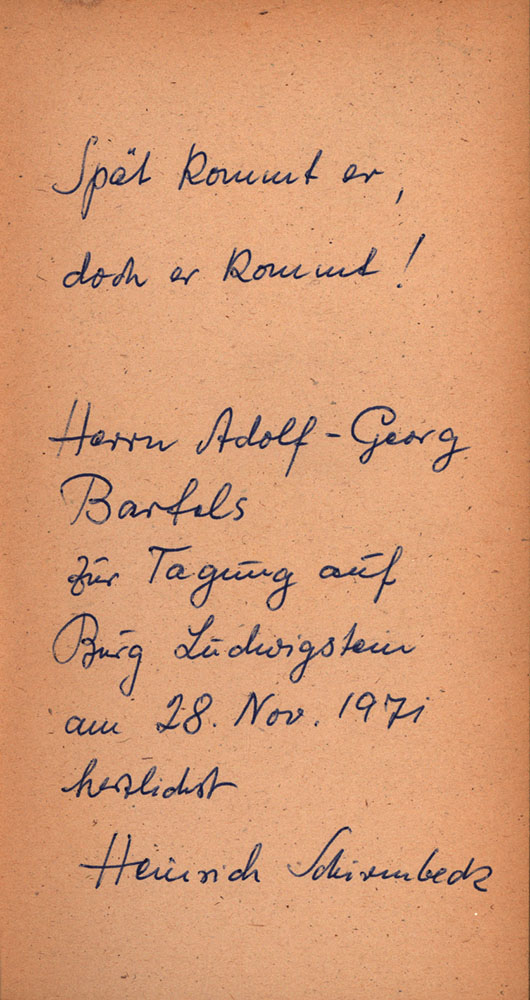 Spät kommt er,
doch er kommt!
Herrn Adolf-Georg
Bartels
zur Tagung auf
Burg Ludwigstein
am 28. Nov. 1971
herzlichst
Heinrich Schirmbeck